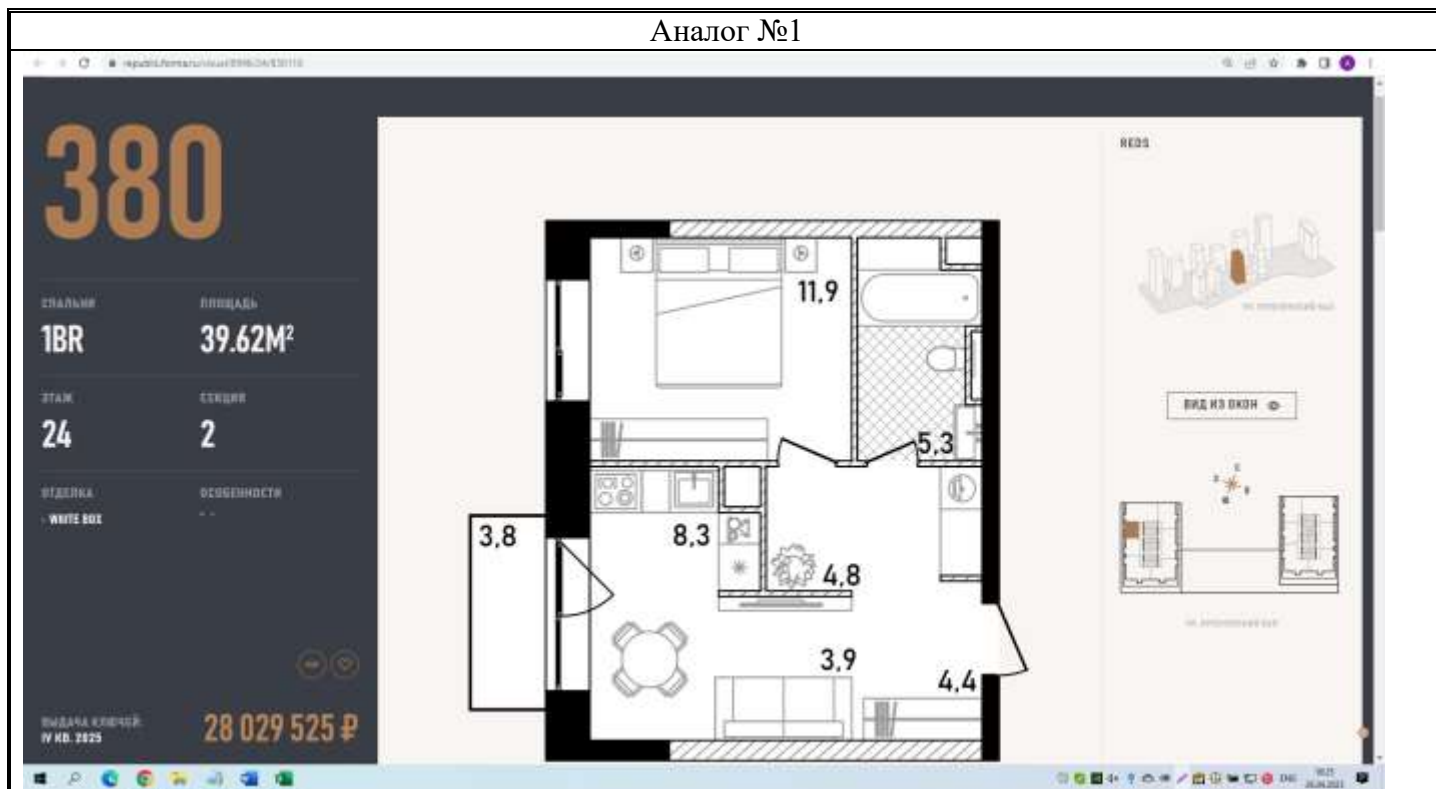 Аналог №1
380
REDS
СПАЛЬНИ ПЛОЩАДЬ
1BR 39.62М²
ЭТАЖ СЕКЦИЯ
24 2
ОТДЕЛКА ОСОБЕННОСТИ
- WHITE BOX - -
ВЫДАЧА КЛЮЧЕЙ:
IV КВ. 2025
28 029 525 ₽
11,9
5,3
3,8
8,3
4,8
3,9
4,4
ВИД ИЗ ОКОН
ENG